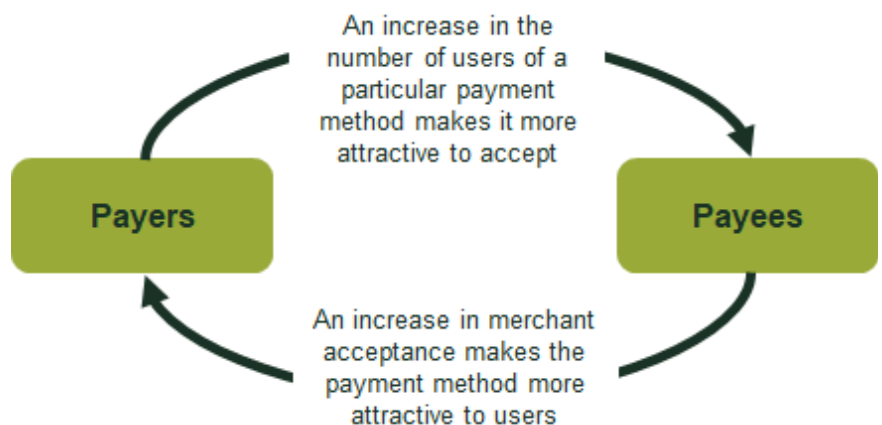 An increase in the
number of users of a
particular payment
method makes it more
attractive to accept
Payers
Payees
An increase in merchant
acceptance makes the
payment method more
attractive to users